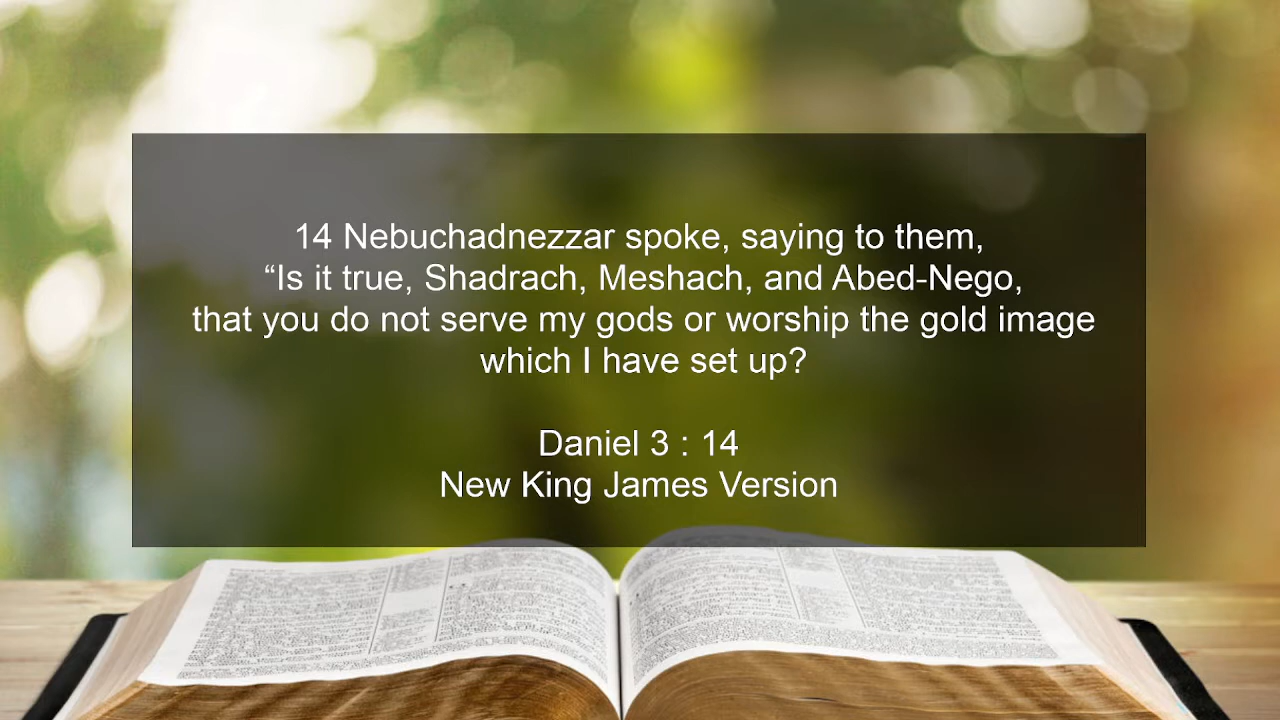 14 Nebuchadnezzar spoke, saying to them,
“Is it true, Shadrach, Meshach, and Abed-Nego,
that you do not serve my gods or worship the gold image
which I have set up?
Daniel 3 : 14
New King James Version